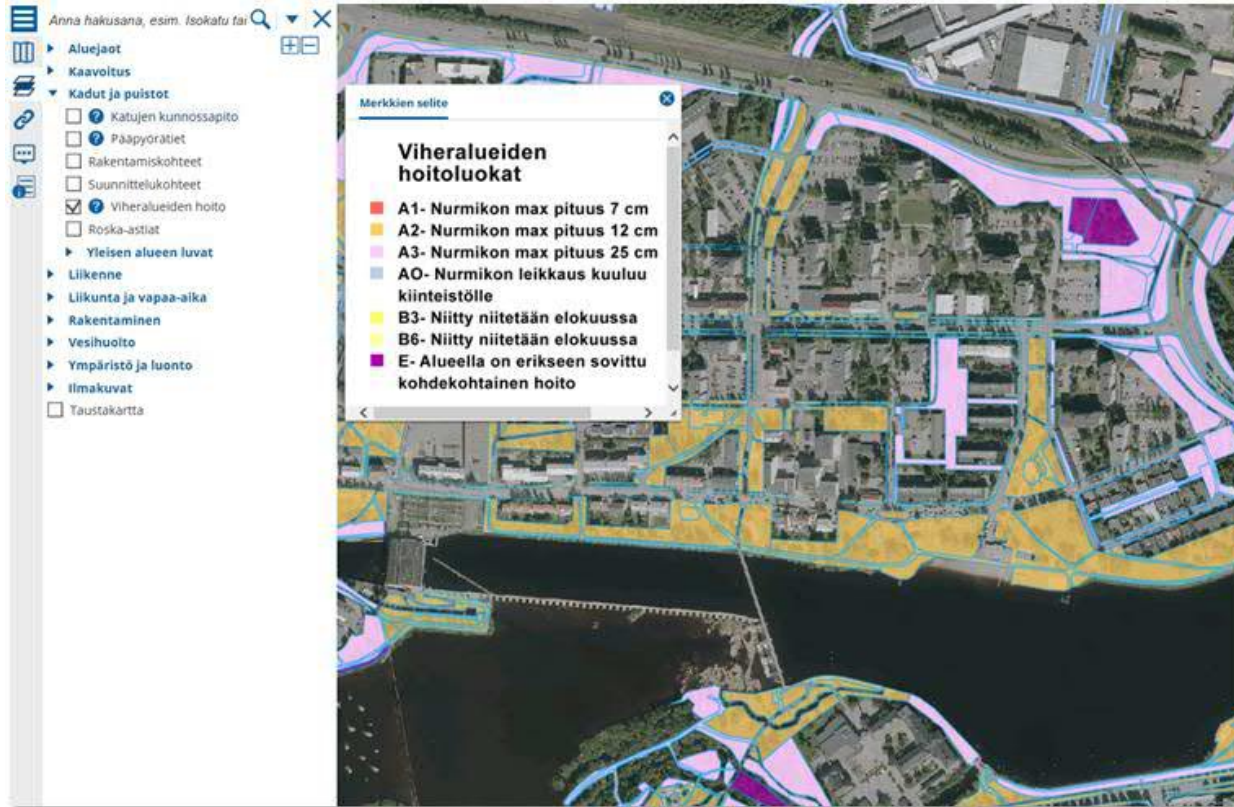 Anna hakusana, esim. Isokatu tai
Aluejaot
Kaavoitus
Kadut ja puistot
? Katujen kunnossapito
? Pääpyörätiet
Rakentamiskohteet
Suunnittelukohteet
? Viheralueiden hoito
Roska-astiat
Yleisen alueen luvat
Liikenne
Liikunta ja vapaa-aika
Rakentaminen
Vesihuolto
Ympäristö ja luonto
Ilmakuvat
Taustakartta
Merkkien selite
Viheralueiden
hoitoluokat
A1- Nurmikon max pituus 7 cm
A2- Nurmikon max pituus 12 cm
A3- Nurmikon max pituus 25 cm
AO- Nurmikon leikkaus kuuluu
kiinteistölle
B3- Niitty niitetään elokuussa
B6- Niitty niitetään elokuussa
E- Alueella on erikseen sovittu
kohdekohtainen hoito